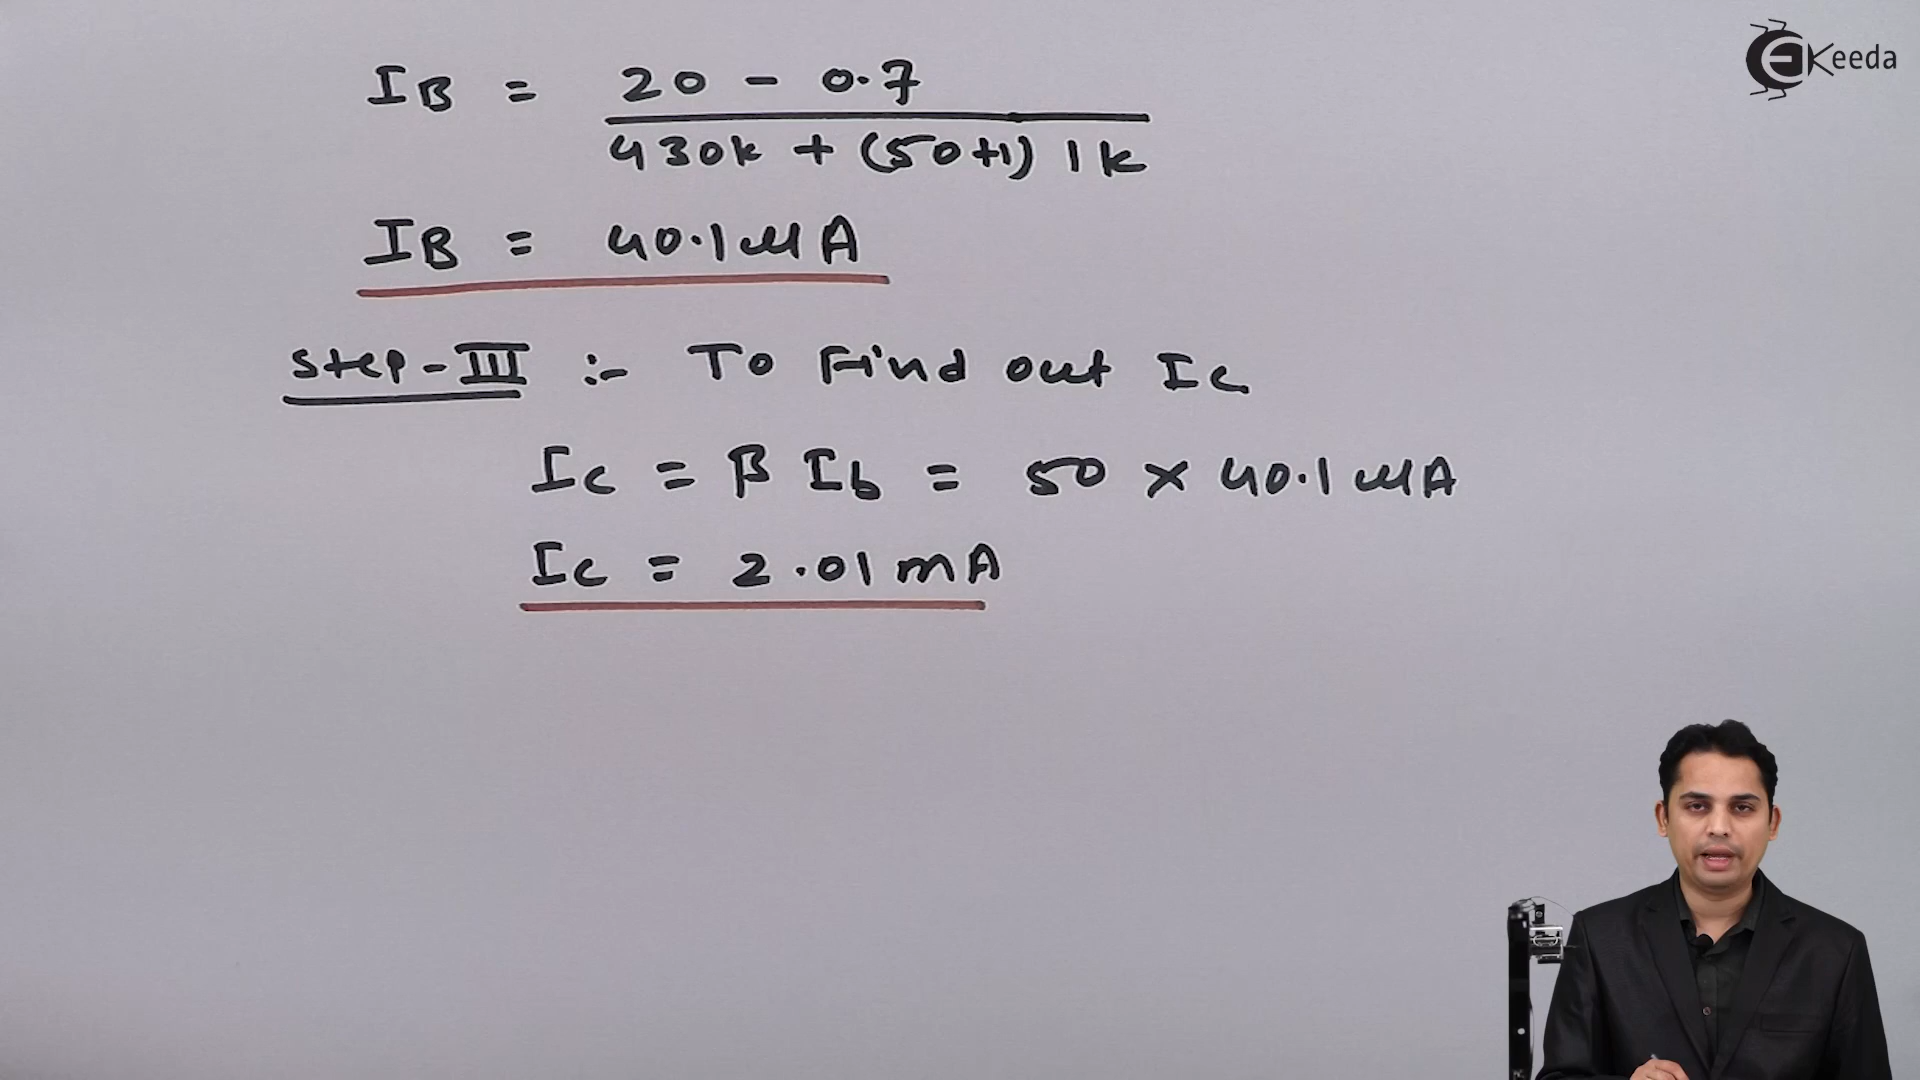 EKeeda
IB = 20 - 0.7
430k + (50+1) 1k
IB = 40.1 μA
Step-III :- To Find out Ic
Ic = β Ib = 50 × 40.1 μA
Ic = 2.01 mA